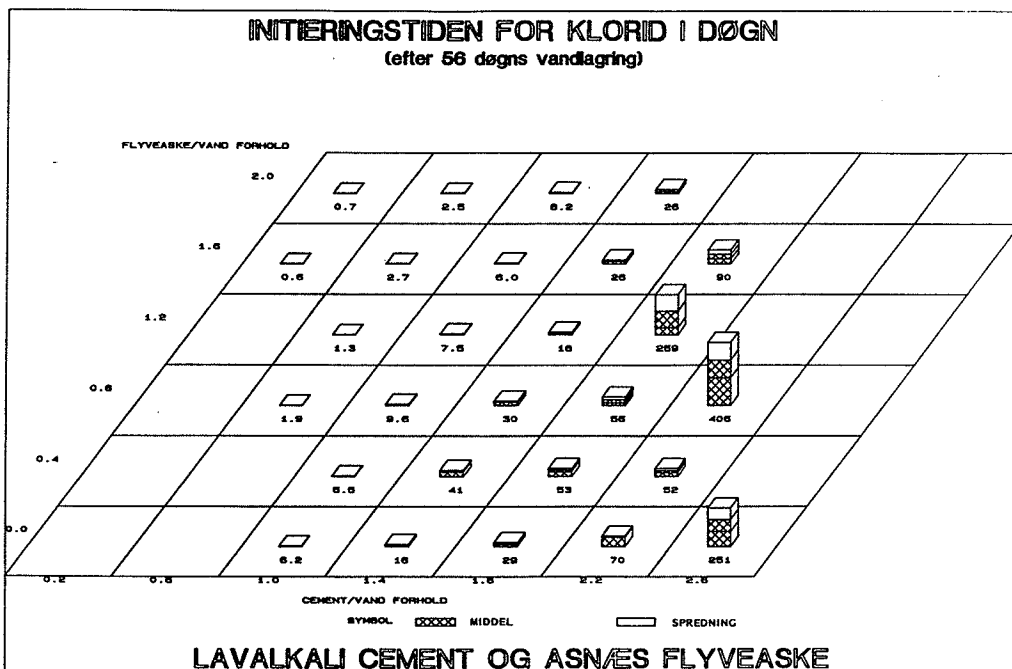 INITIERINGSTIDEN FOR KLORID I DØGN
(efter 56 døgns vandlagring)
FLYVEASKE/VAND FORHOLD
2.0
0.7 2.5 6.2 26
1.6
0.6 2.7 6.0 26 90
1.2
1.3 7.5 16 259
0.8
1.9 9.6 30 55 406
0.4
5.5 41 53 52
0.0
6.2 16 29 70 251
0.2 0.6 1.0 1.4 1.8 2.2 2.6
CEMENT/VAND FORHOLD
SYMBOL MIDDEL SPREDNING
LAVALKALI CEMENT OG ASNÆS FLYVEASKE